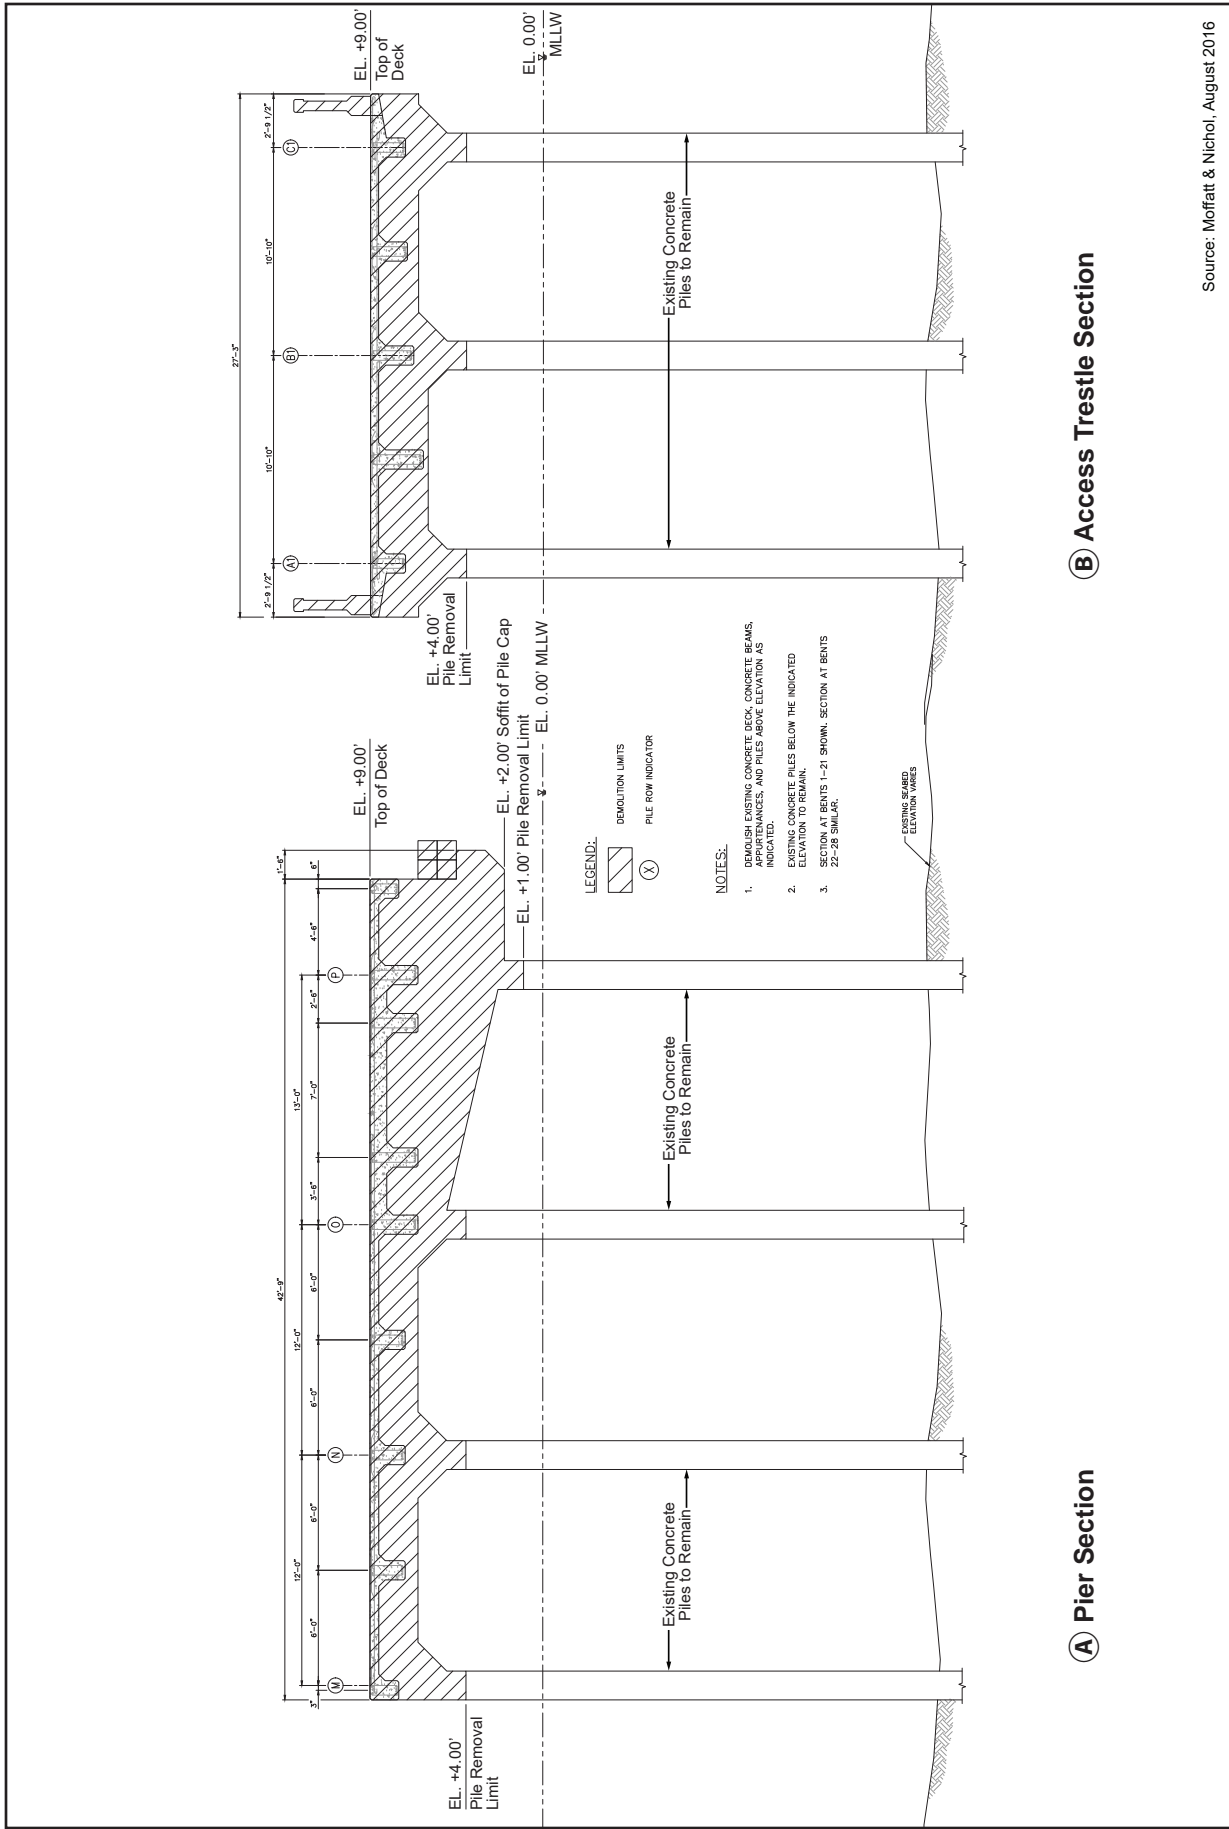 42'-9"
1'-6"
12'-0"
12'-0"
13'-0"
3"
6'-0"
6'-0"
6'-0"
6'-0"
3'-6"
7'-0"
2'-6"
4'-6"
6"
M
N
O
P
EL. +9.00'
Top of Deck
EL. +4.00'
Pile Removal
Limit
EL. +2.00' Soffit of Pile Cap
EL. +1.00' Pile Removal Limit
EL. 0.00' MLLW
Existing Concrete
Piles to Remain
Existing Concrete
Piles to Remain
27'-3"
2'-9 1/2"
10'-10"
10'-10"
2'-9 1/2"
A1
B1
C1
EL. +9.00'
Top of
Deck
EL. +4.00'
Pile Removal
Limit
EL. 0.00'
MLLW
Existing Concrete
Piles to Remain
LEGEND:
DEMOLITION LIMITS
X
PILE ROW INDICATOR
NOTES:
1. DEMOLISH EXISTING CONCRETE DECK, CONCRETE BEAMS,
APPURTENANCES, AND PILES ABOVE ELEVATION AS
INDICATED.
2. EXISTING CONCRETE PILES BELOW THE INDICATED
ELEVATION TO REMAIN.
3. SECTION AT BENTS 1-21 SHOWN. SECTION AT BENTS
22-28 SIMILAR.
EXISTING SEABED
ELEVATION VARIES
A Pier Section
B Access Trestle Section
Source: Moffatt & Nichol, August 2016